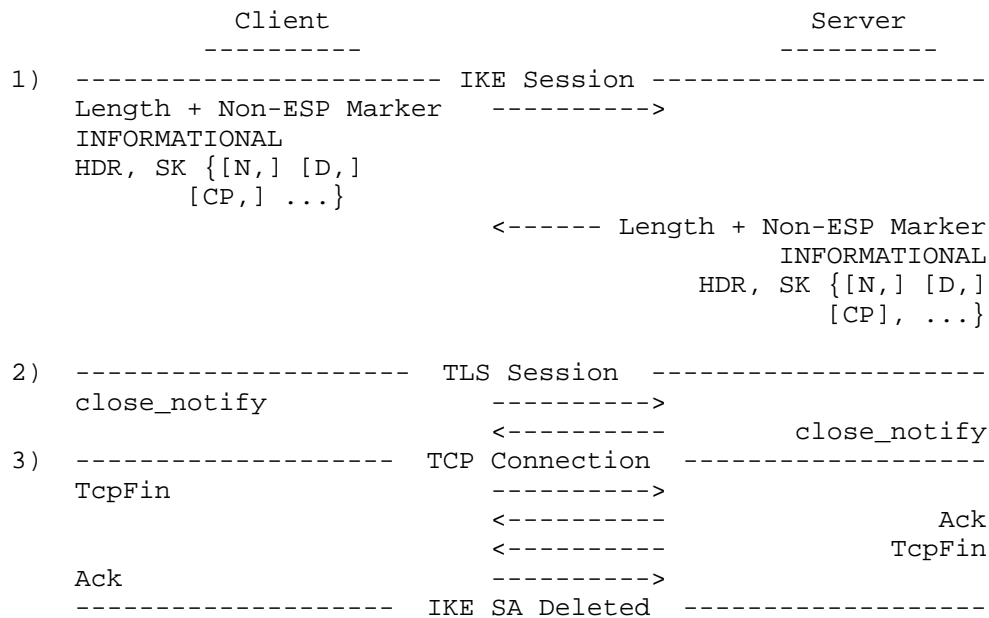 Client                              Server
----------                          ----------
1)  ----------------------- IKE Session ---------------------
Length + Non-ESP Marker   ---------->
INFORMATIONAL
HDR, SK {[N,] [D,]
[CP,] ...}
<------ Length + Non-ESP Marker
INFORMATIONAL
HDR, SK {[N,] [D,]
[CP], ...}
2)  ---------------------  TLS Session  ---------------------
close_notify              ---------->
<----------        close_notify
3)  --------------------  TCP Connection  -------------------
TcpFin                    ---------->
<----------                 Ack
<----------              TcpFin
Ack                       ---------->
--------------------  IKE SA Deleted  -------------------